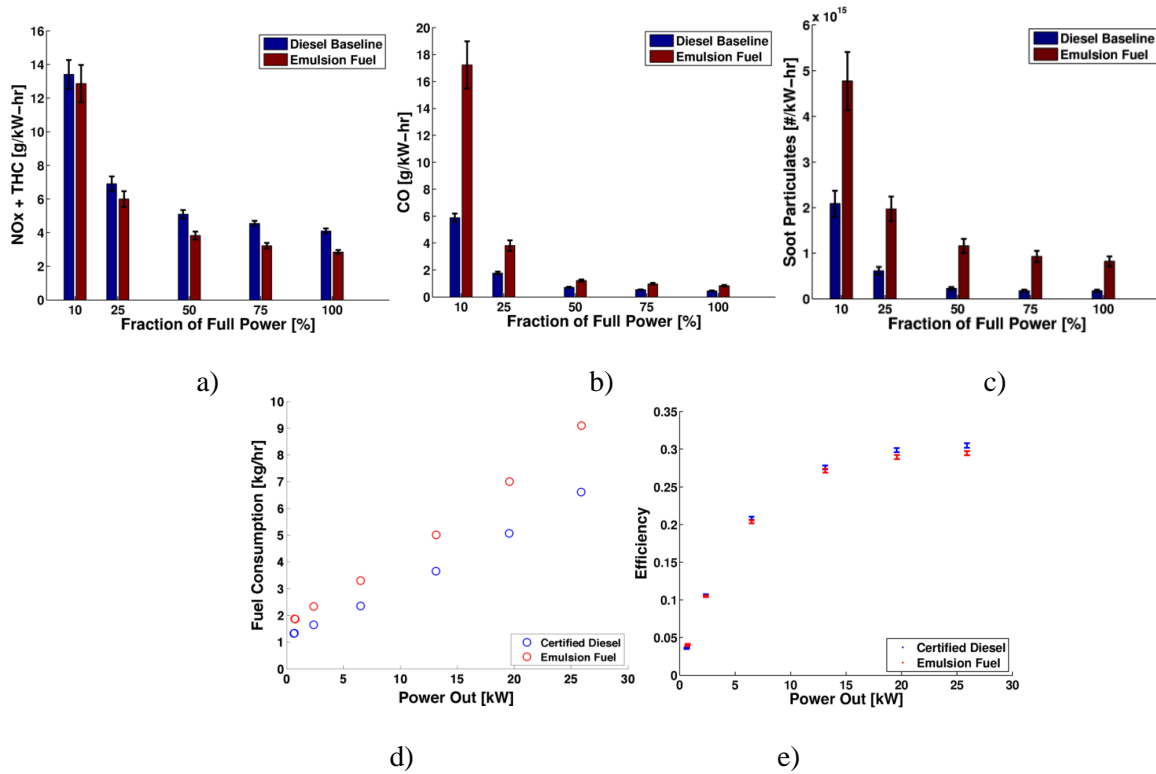 16
14
12
10
8
6
4
2
0
NOx + THC [g/kW-hr]
Diesel Baseline
Emulsion Fuel
10 25 50 75 100
Fraction of Full Power [%]
a)
20
18
16
14
12
10
8
6
4
2
0
CO [g/kW-hr]
Diesel Baseline
Emulsion Fuel
10 25 50 75 100
Fraction of Full Power [%]
b)
x 10^15
6
5
4
3
2
1
0
Soot Particulates [#/kW-hr]
Diesel Baseline
Emulsion Fuel
10 25 50 75 100
Fraction of Full Power [%]
c)
10
9
8
7
6
5
4
3
2
1
0
Fuel Consumption [kg/hr]
Certified Diesel
Emulsion Fuel
0 5 10 15 20 25 30
Power Out [kW]
d)
0.35
0.3
0.25
0.2
0.15
0.1
0.05
0
Efficiency
Certified Diesel
Emulsion Fuel
0 5 10 15 20 25 30
Power Out [kW]
e)